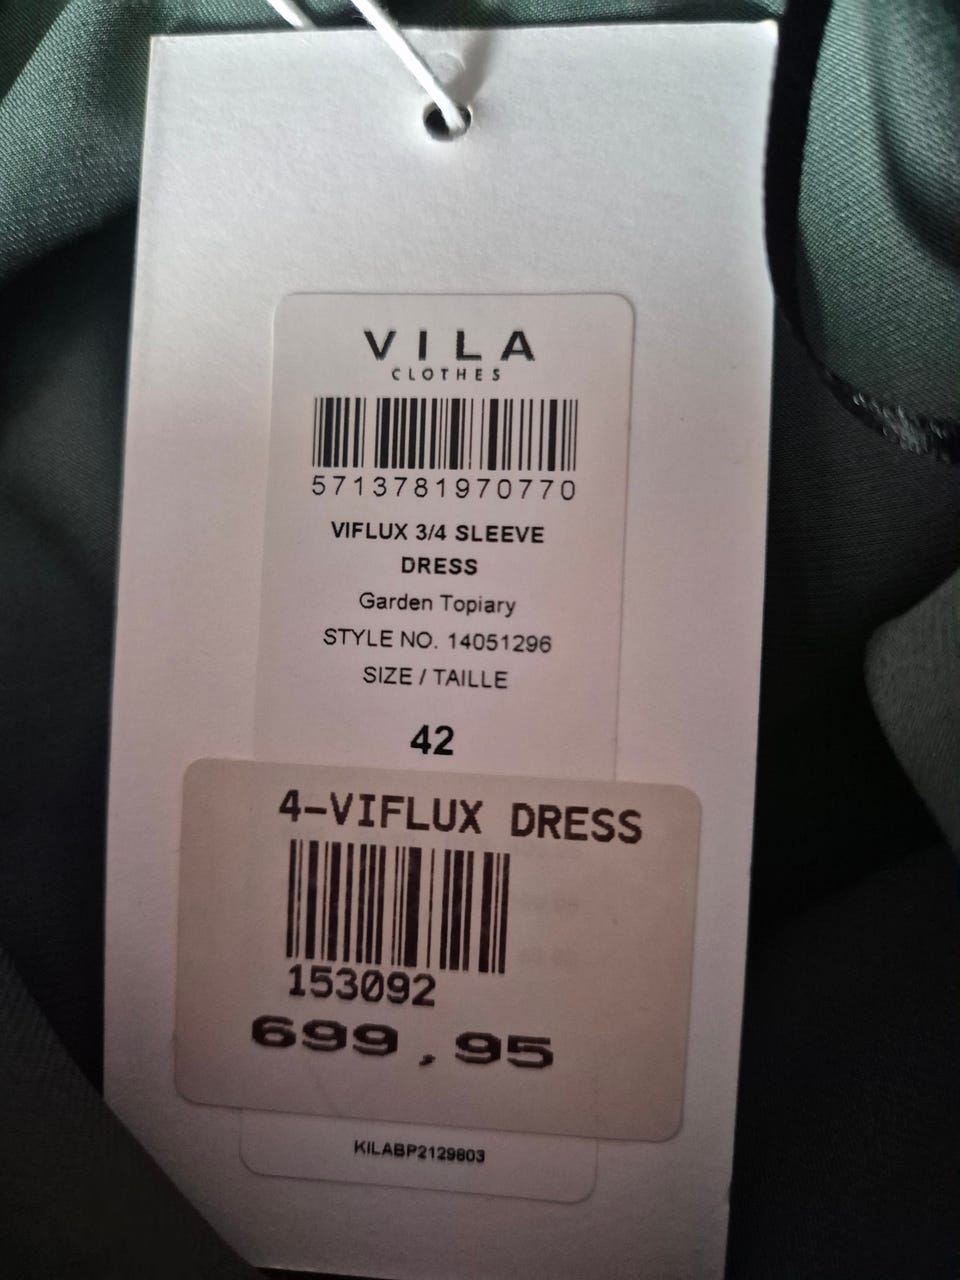 VILA
CLOTHES
5713781970770
VIFLUX 3/4 SLEEVE
DRESS
Garden Topiary
STYLE NO. 14051296
SIZE / TAILLE
42
4-VIFLUX DRESS
153092
699,95
KILABP2129803